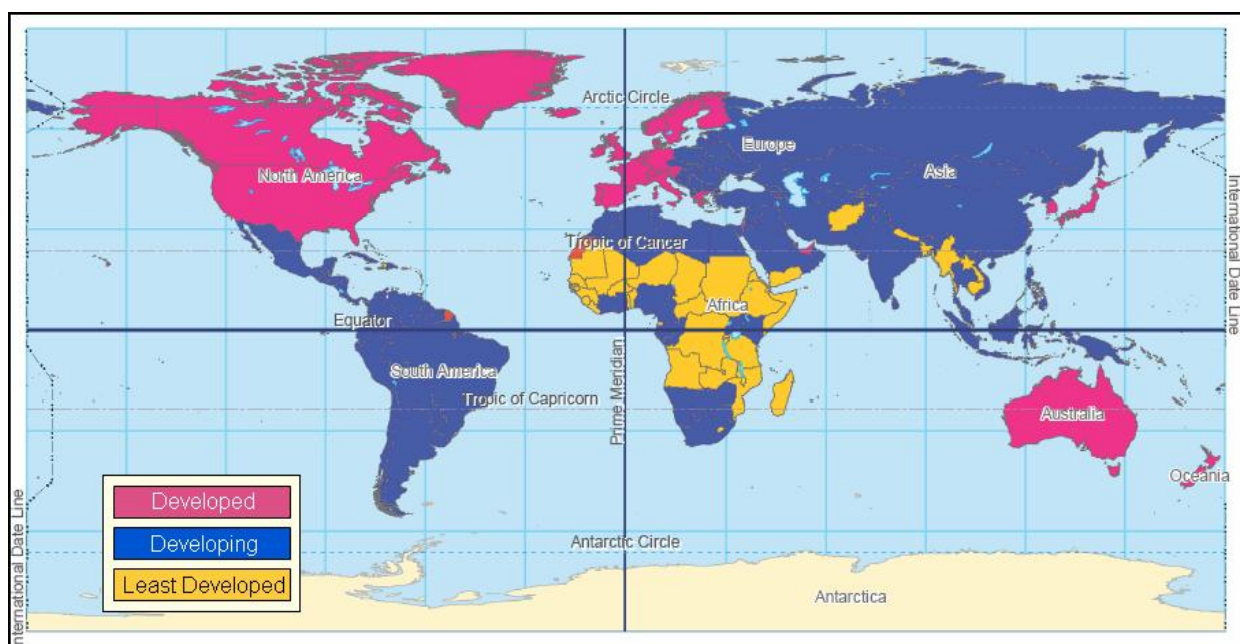 Arctic Circle
Europe
North America
Asia
Tropic of Cancer
Africa
Equator
South America
Tropic of Capricorn
Prime Meridian
Australia
Oceania
International Date Line
International Date Line
Developed
Developing
Least Developed
Antarctic Circle
Antarctica